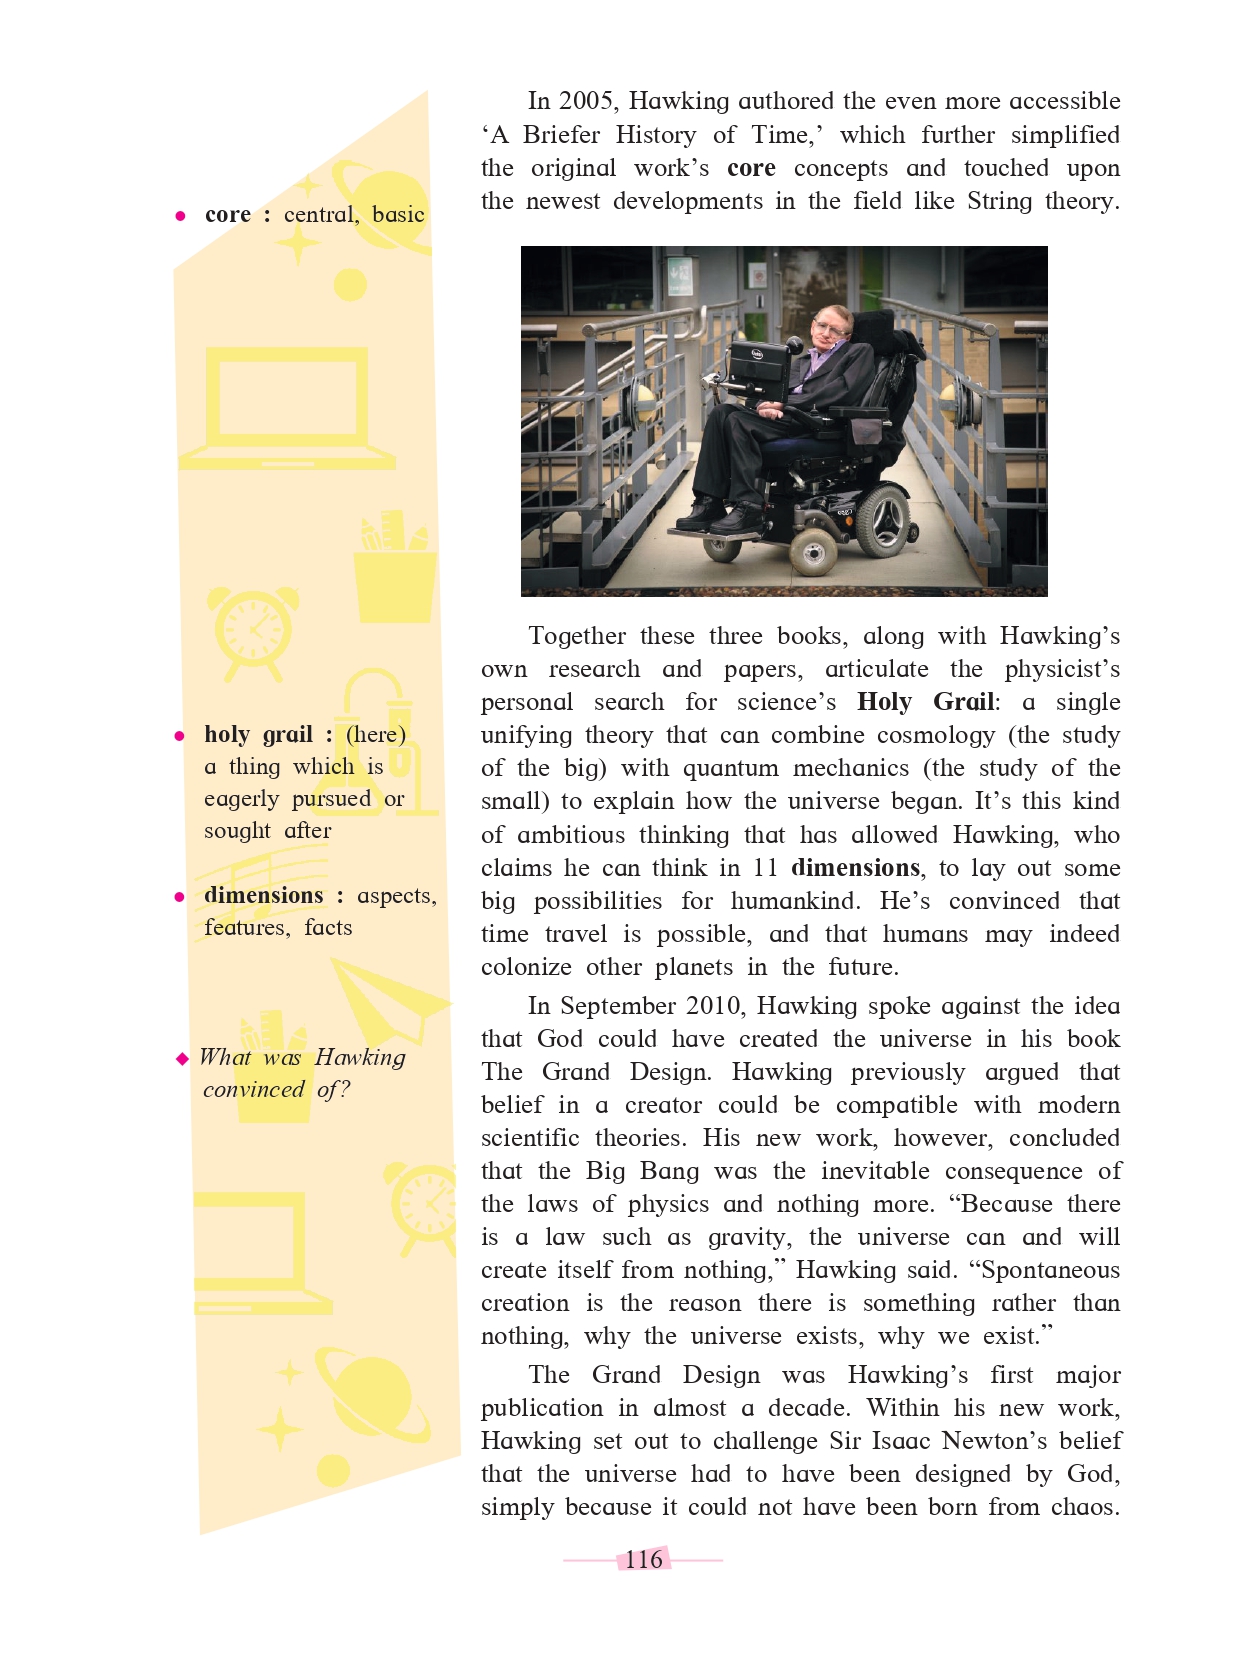 In 2005, Hawking authored the even more accessible
‘A Briefer History of Time,’ which further simplified
the original work’s core concepts and touched upon
the newest developments in the field like String theory.
• core : central, basic
Together these three books, along with Hawking’s
own research and papers, articulate the physicist’s
personal search for science’s Holy Grail: a single
unifying theory that can combine cosmology (the study
of the big) with quantum mechanics (the study of the
small) to explain how the universe began. It’s this kind
of ambitious thinking that has allowed Hawking, who
claims he can think in 11 dimensions, to lay out some
big possibilities for humankind. He’s convinced that
time travel is possible, and that humans may indeed
colonize other planets in the future.
• holy grail : (here)
a thing which is
eagerly pursued or
sought after
• dimensions : aspects,
features, facts
In September 2010, Hawking spoke against the idea
that God could have created the universe in his book
The Grand Design. Hawking previously argued that
belief in a creator could be compatible with modern
scientific theories. His new work, however, concluded
that the Big Bang was the inevitable consequence of
the laws of physics and nothing more. “Because there
is a law such as gravity, the universe can and will
create itself from nothing,” Hawking said. “Spontaneous
creation is the reason there is something rather than
nothing, why the universe exists, why we exist.”
◆ What was Hawking
convinced of?
The Grand Design was Hawking’s first major
publication in almost a decade. Within his new work,
Hawking set out to challenge Sir Isaac Newton’s belief
that the universe had to have been designed by God,
simply because it could not have been born from chaos.
116